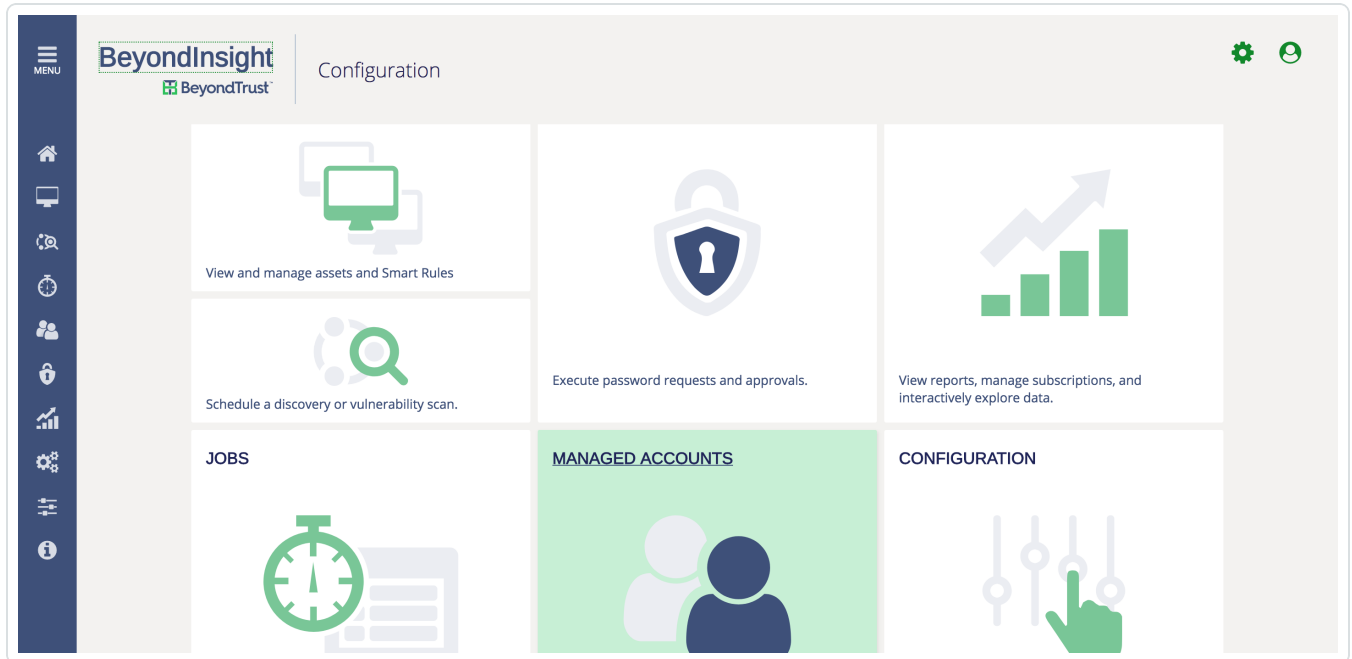 MENU
BeyondInsight
BeyondTrust™
Configuration
View and manage assets and Smart Rules
Schedule a discovery or vulnerability scan.
Execute password requests and approvals.
View reports, manage subscriptions, and
interactively explore data.
JOBS
MANAGED ACCOUNTS
CONFIGURATION